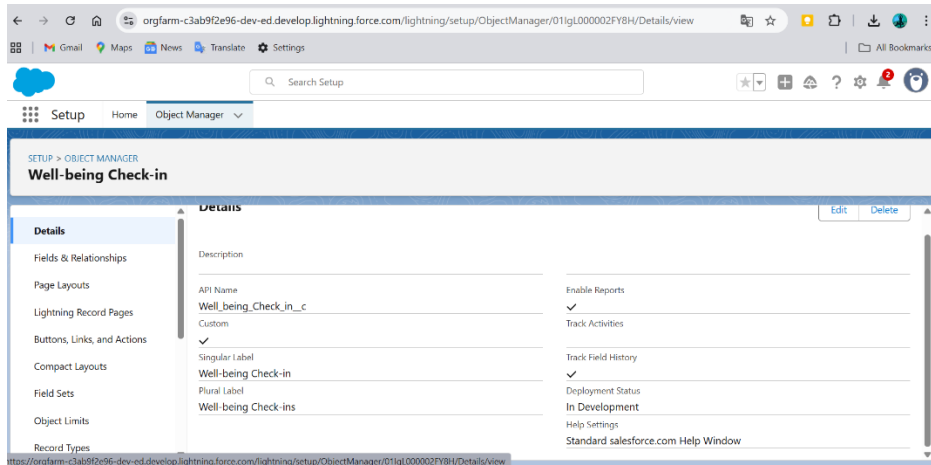 orgfarm-c3ab9f2e96-dev-ed.develop.lightning.force.com/lightning/setup/ObjectManager/01IgL000002FY8H/Details/view
Gmail Maps News Translate Settings All Bookmarks
Search Setup
2
Setup Home Object Manager
SETUP > OBJECT MANAGER
Well-being Check-in
Details
Edit Delete
Details
Fields & Relationships
Page Layouts
Lightning Record Pages
Buttons, Links, and Actions
Compact Layouts
Field Sets
Object Limits
Record Types
Description
API Name
Well_being_Check_in__c
Custom
Singular Label
Well-being Check-in
Plural Label
Well-being Check-ins
Enable Reports
Track Activities
Track Field History
Deployment Status
In Development
Help Settings
Standard salesforce.com Help Window
https://orgfarm-c3ab9f2e96-dev-ed.develop.lightning.force.com/lightning/setup/ObjectManager/01IgL000002FY8H/Details/view